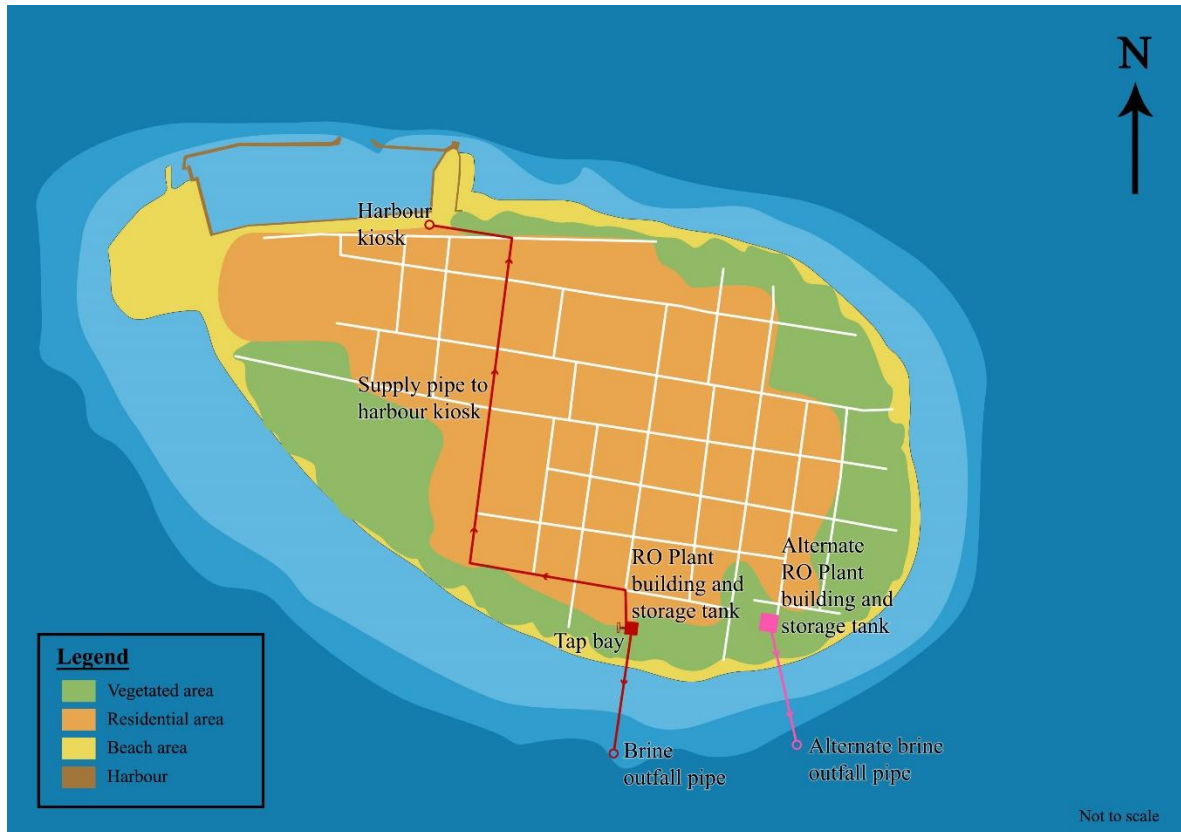 N
Harbour
kiosk
Supply pipe to
harbour kiosk
RO Plant
building and
storage tank
Alternate
RO Plant
building and
storage tank
Tap bay
Brine
outfall pipe
Alternate brine
outfall pipe
Legend
Vegetated area
Residential area
Beach area
Harbour
Not to scale